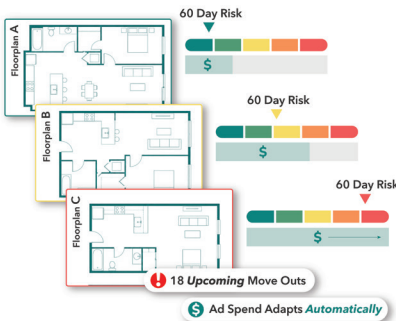 60 Day Risk
Floorplan A
$
60 Day Risk
Floorplan B
$
60 Day Risk
Floorplan C
$
! 18 Upcoming Move Outs
$ Ad Spend Adapts Automatically